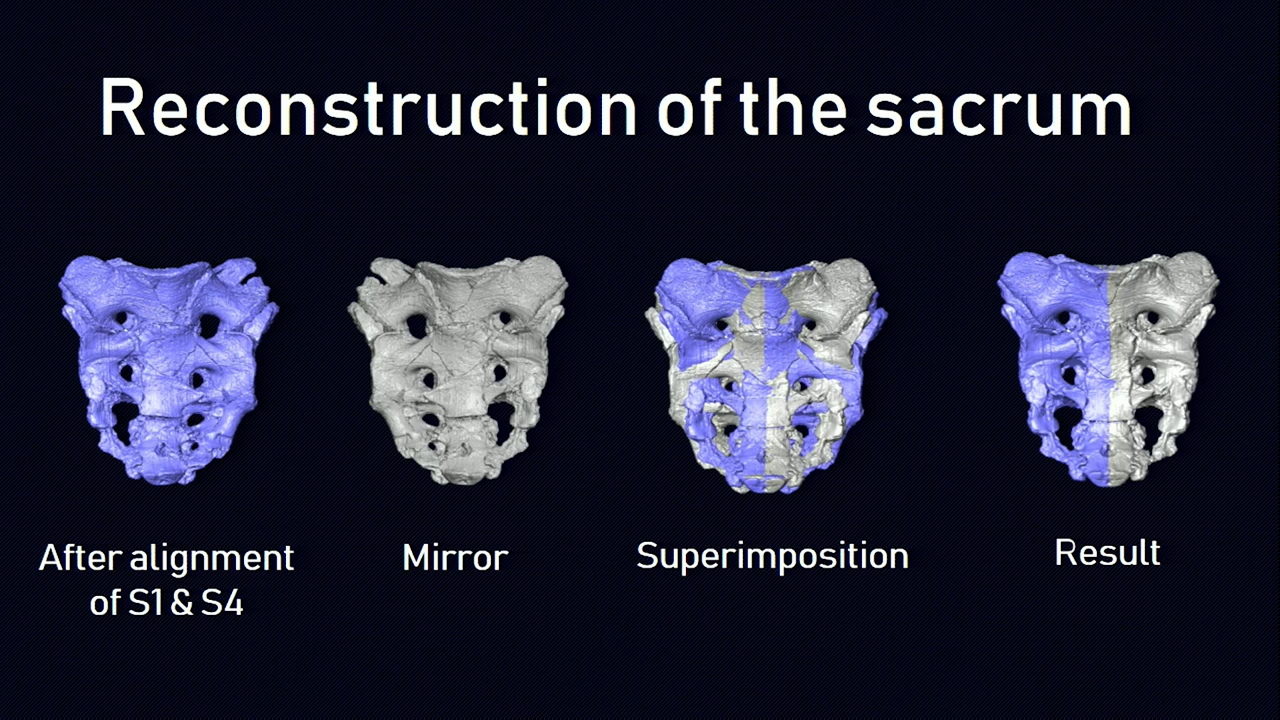 Reconstruction of the sacrum
After alignment
of S1 & S4
Mirror
Superimposition
Result